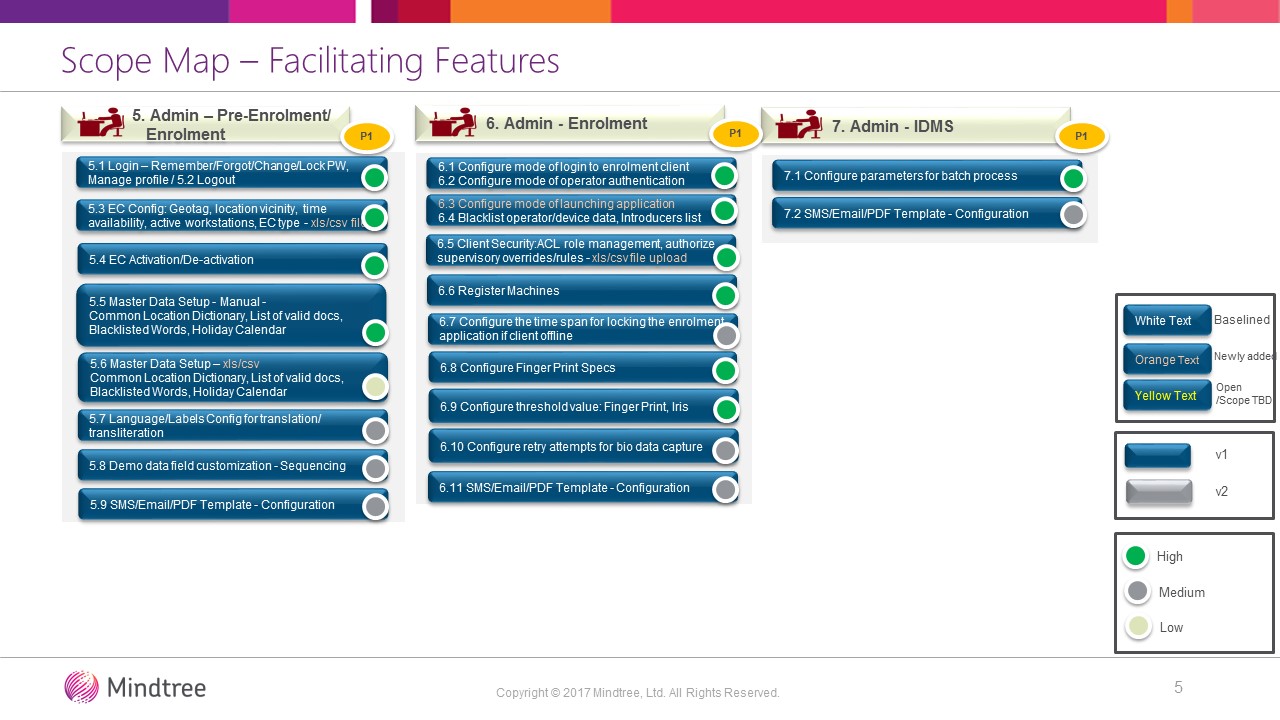 Scope Map – Facilitating Features
5. Admin – Pre-Enrolment/
Enrolment
P1
5.1 Login – Remember/Forgot/Change/Lock PW,
Manage profile / 5.2 Logout
5.3 EC Config: Geotag, location vicinity, time
availability, active workstations, EC type - xls/csv file
5.4 EC Activation/De-activation
5.5 Master Data Setup - Manual -
Common Location Dictionary, List of valid docs,
Blacklisted Words, Holiday Calendar
5.6 Master Data Setup – xls/csv
Common Location Dictionary, List of valid docs,
Blacklisted Words, Holiday Calendar
5.7 Language/Labels Config for translation/
transliteration
5.8 Demo data field customization - Sequencing
5.9 SMS/Email/PDF Template - Configuration
6. Admin - Enrolment
P1
6.1 Configure mode of login to enrolment client
6.2 Configure mode of operator authentication
6.3 Configure mode of launching application
6.4 Blacklist operator/device data, Introducers list
6.5 Client Security:ACL role management, authorize
supervisory overrides/rules - xls/csv file upload
6.6 Register Machines
6.7 Configure the time span for locking the enrolment
application if client offline
6.8 Configure Finger Print Specs
6.9 Configure threshold value: Finger Print, Iris
6.10 Configure retry attempts for bio data capture
6.11 SMS/Email/PDF Template - Configuration
7. Admin - IDMS
P1
7.1 Configure parameters for batch process
7.2 SMS/Email/PDF Template - Configuration
White Text Baselined
Orange Text Newly added
Yellow Text Open
/Scope TBD
v1
v2
High
Medium
Low
Mindtree
Copyright © 2017 Mindtree, Ltd. All Rights Reserved.
5